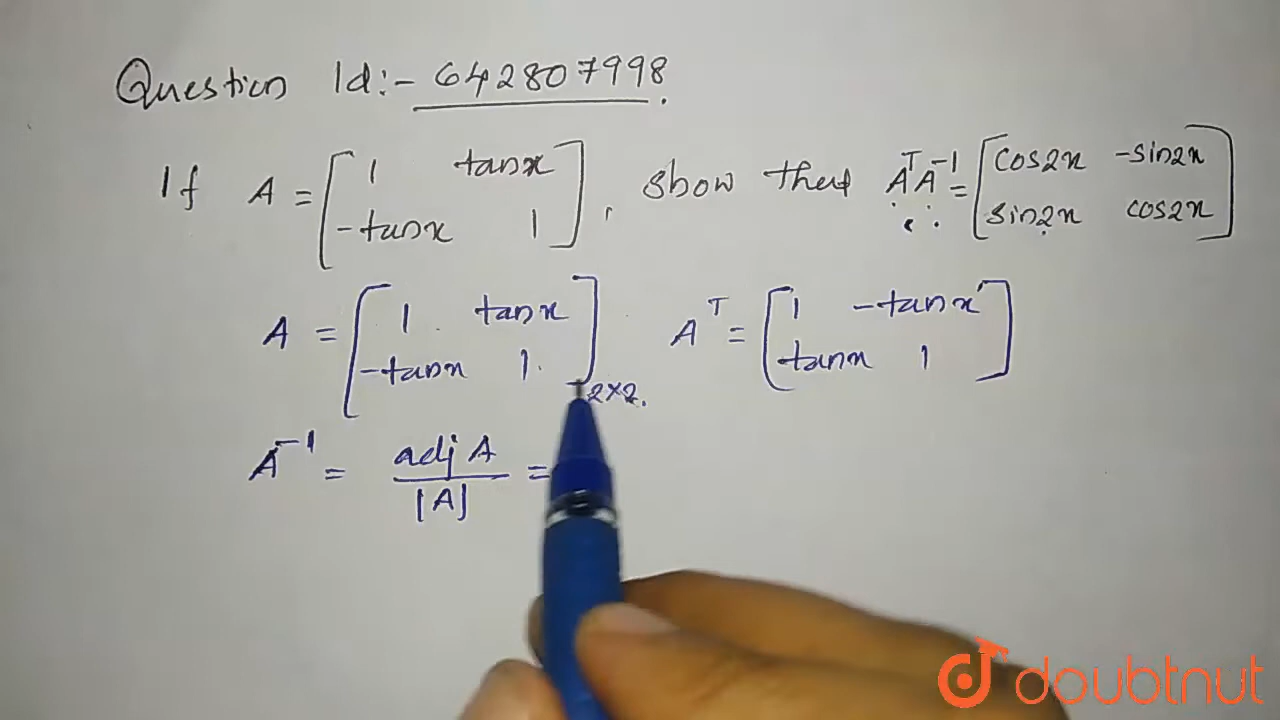 Question Id:- 642807998.
If A = [1 tanx -tanx 1], show that AᵀA⁻¹ = [cos2x -sin2x sin2x cos2x]
A = [1 tanx -tanx 1]2×2. Aᵀ = [1 -tanx tanx 1]
A⁻¹ = adj A / |A| =
doubtnut